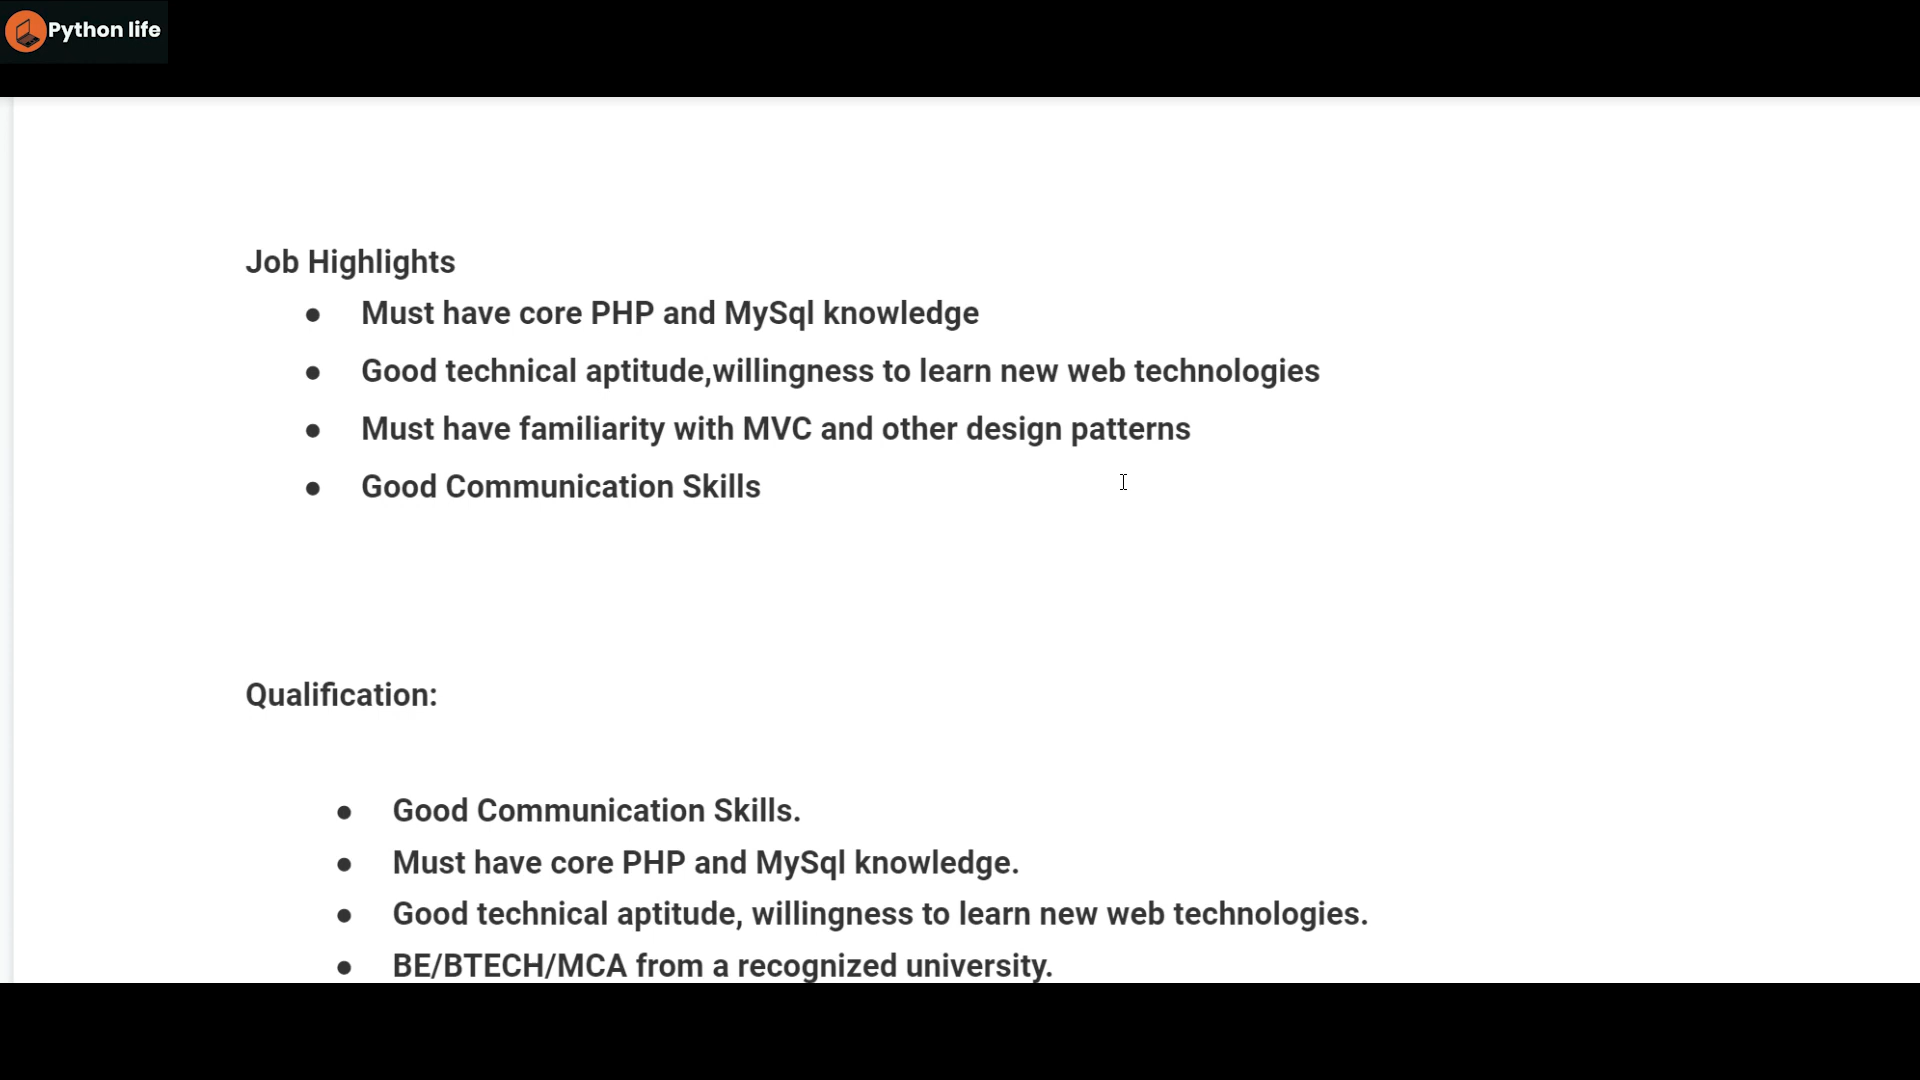 Python life
Job Highlights
● Must have core PHP and MySql knowledge
● Good technical aptitude,willingness to learn new web technologies
● Must have familiarity with MVC and other design patterns
● Good Communication Skills
Qualification:
● Good Communication Skills.
● Must have core PHP and MySql knowledge.
● Good technical aptitude, willingness to learn new web technologies.
● BE/BTECH/MCA from a recognized university.